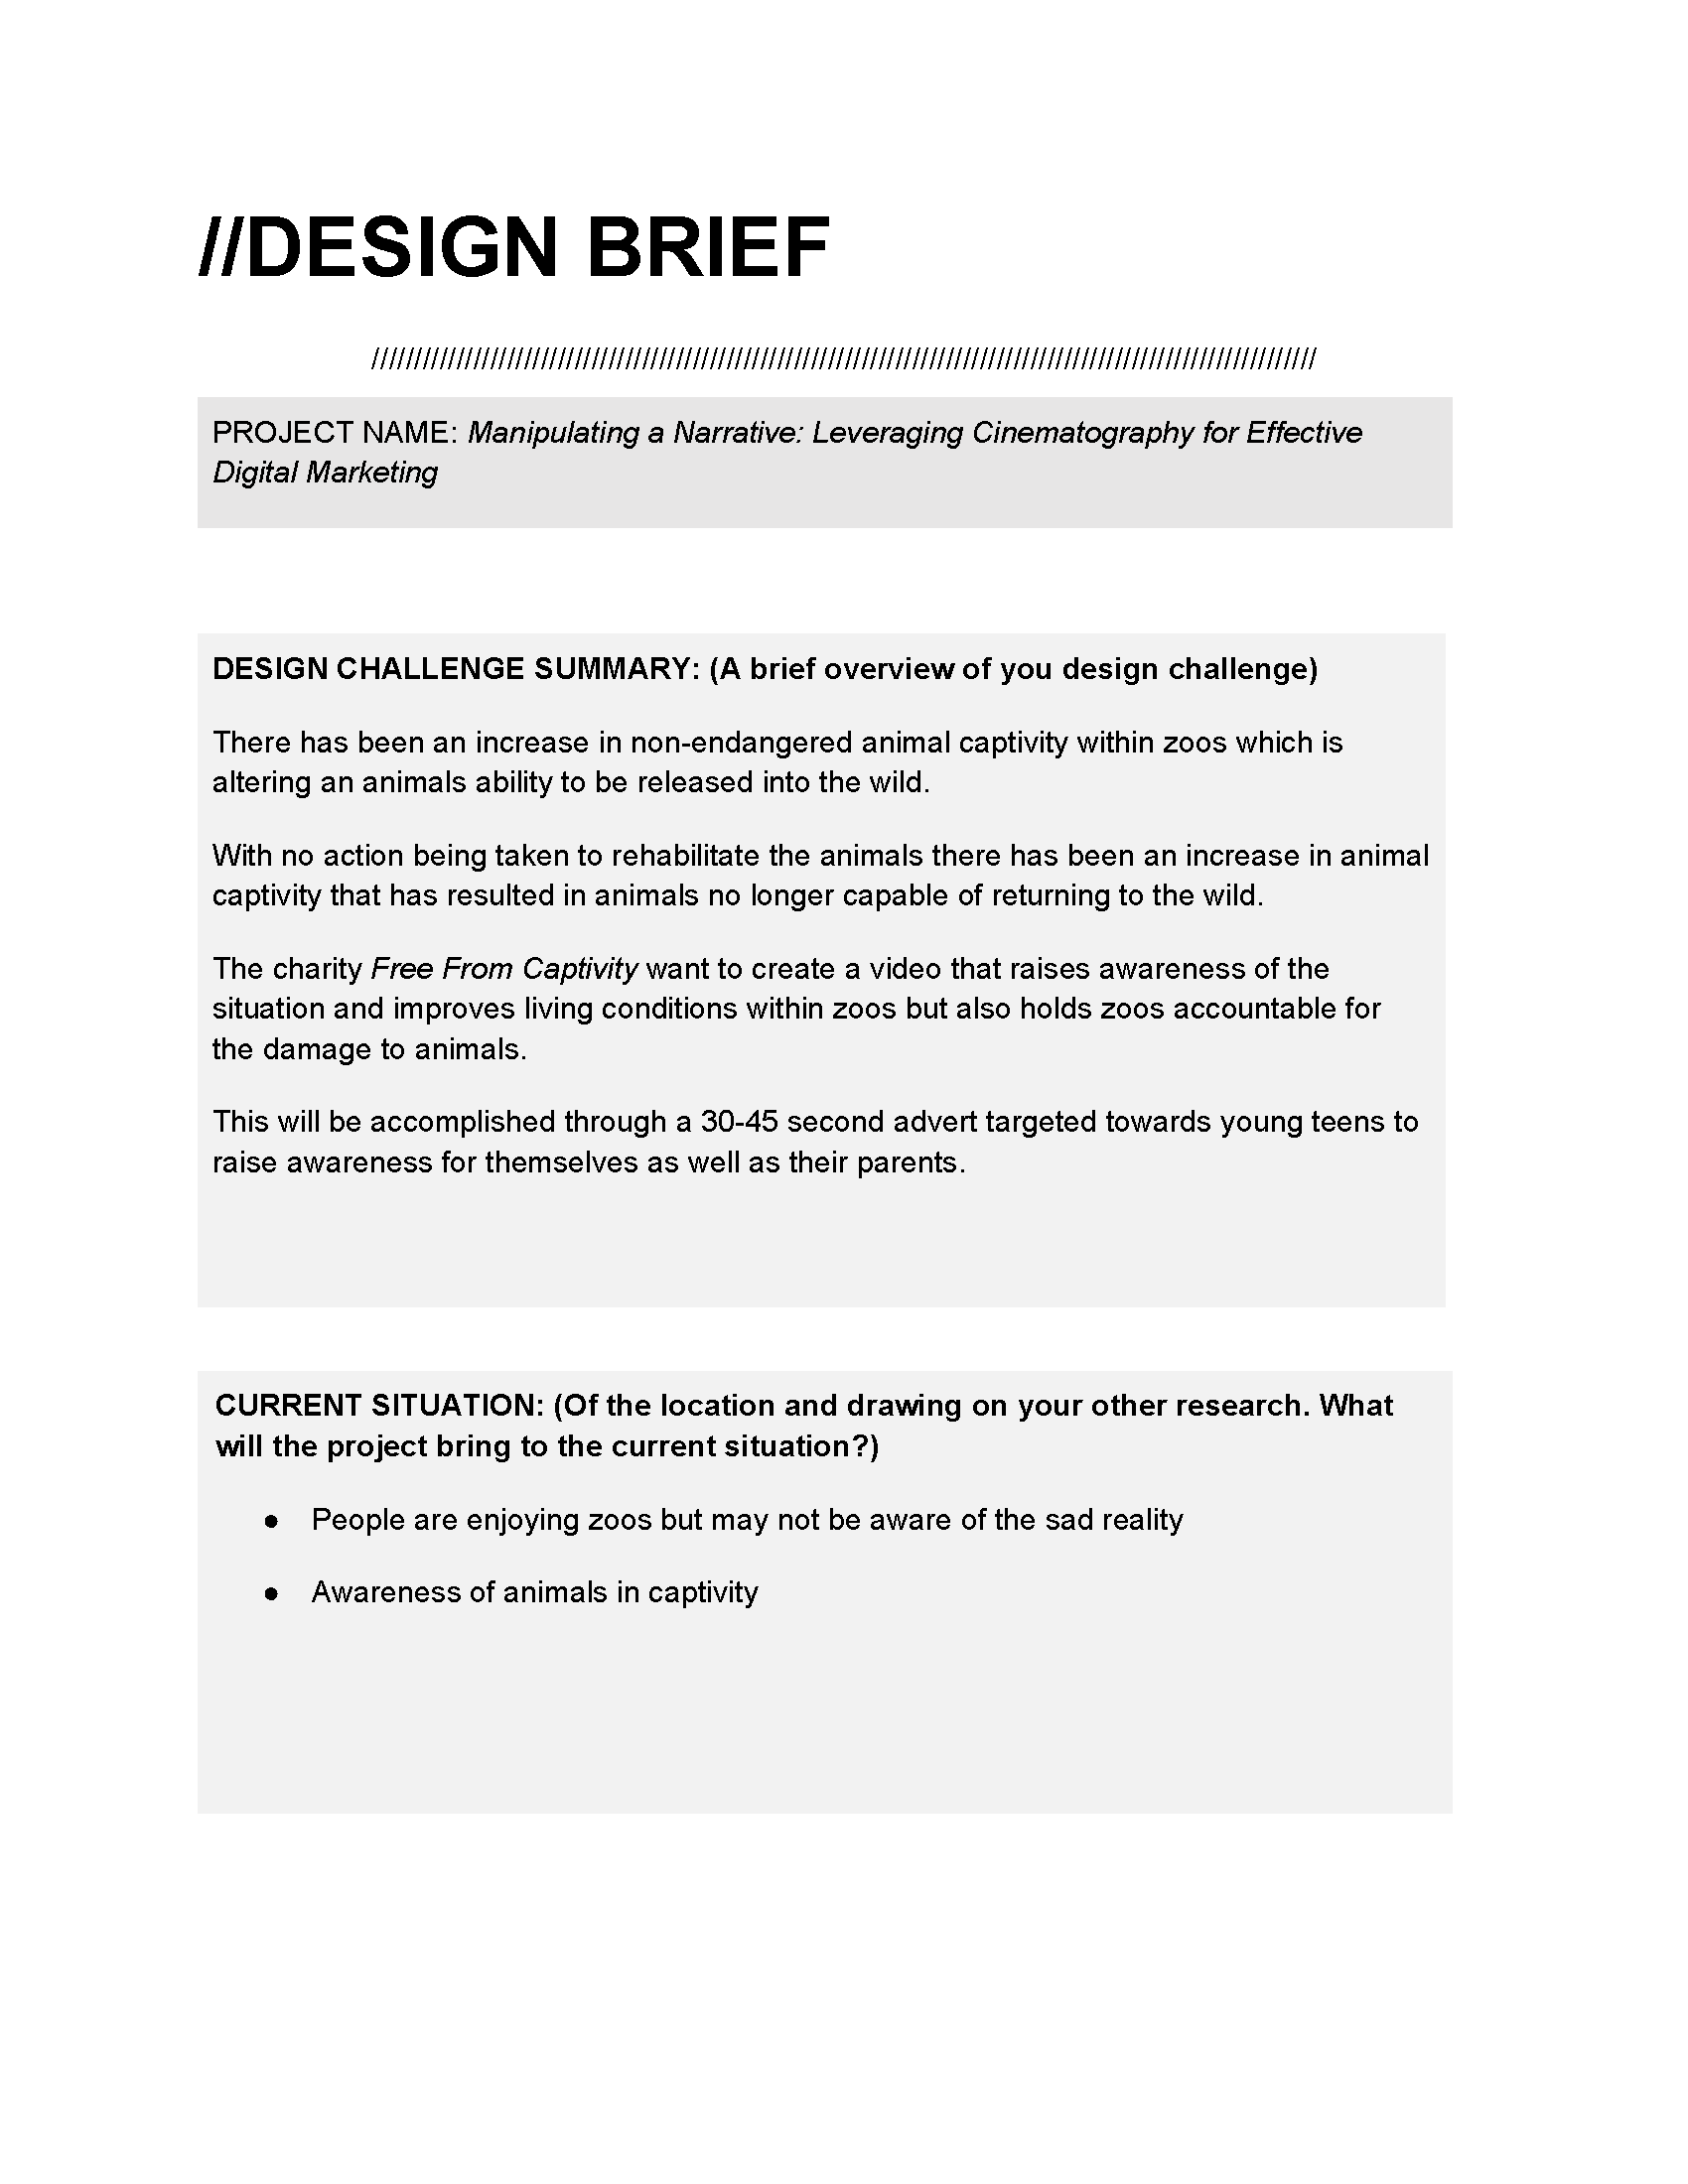 //DESIGN BRIEF
////////////////////////////////////////////////////////////////////////////////////////////////////////////////
PROJECT NAME: Manipulating a Narrative: Leveraging Cinematography for Effective
Digital Marketing
DESIGN CHALLENGE SUMMARY: (A brief overview of you design challenge)
There has been an increase in non-endangered animal captivity within zoos which is
altering an animals ability to be released into the wild.
With no action being taken to rehabilitate the animals there has been an increase in animal
captivity that has resulted in animals no longer capable of returning to the wild.
The charity Free From Captivity want to create a video that raises awareness of the
situation and improves living conditions within zoos but also holds zoos accountable for
the damage to animals.
This will be accomplished through a 30-45 second advert targeted towards young teens to
raise awareness for themselves as well as their parents.
CURRENT SITUATION: (Of the location and drawing on your other research. What
will the project bring to the current situation?)
● People are enjoying zoos but may not be aware of the sad reality
● Awareness of animals in captivity